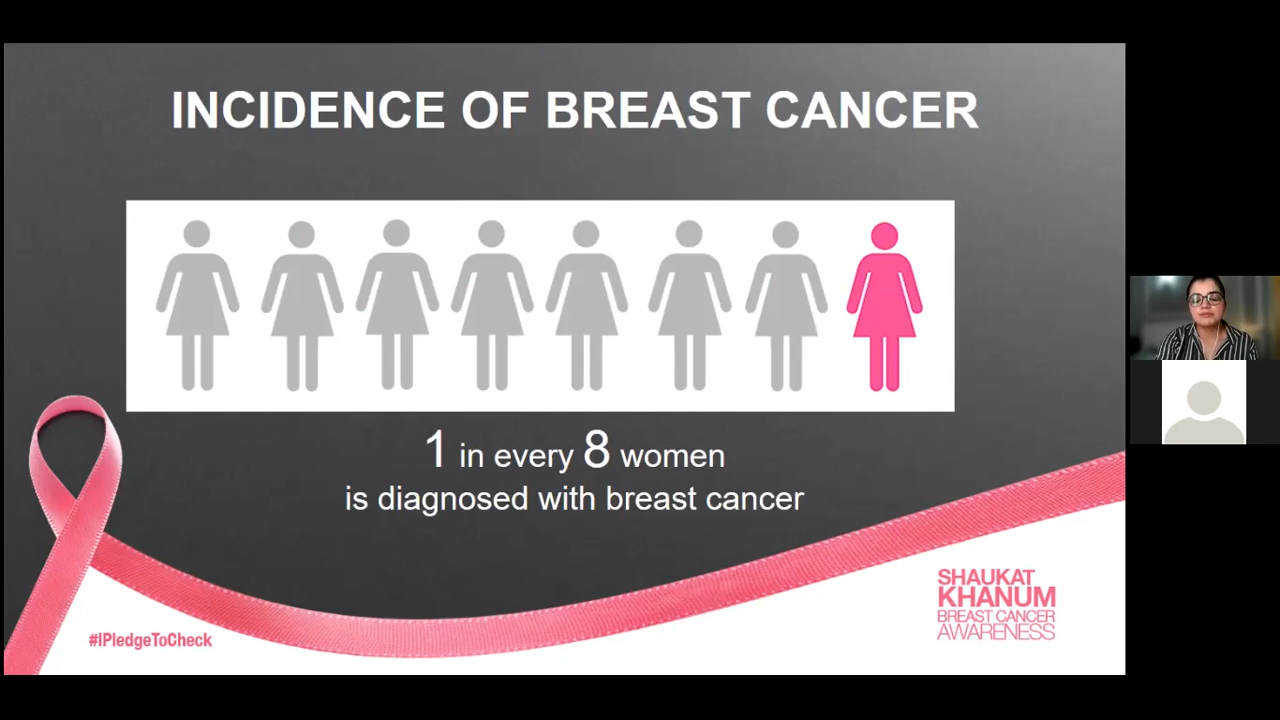 INCIDENCE OF BREAST CANCER
1 in every 8 women
is diagnosed with breast cancer
#IPledgeToCheck
SHAUKAT
KHANUM
BREAST CANCER
AWARENESS